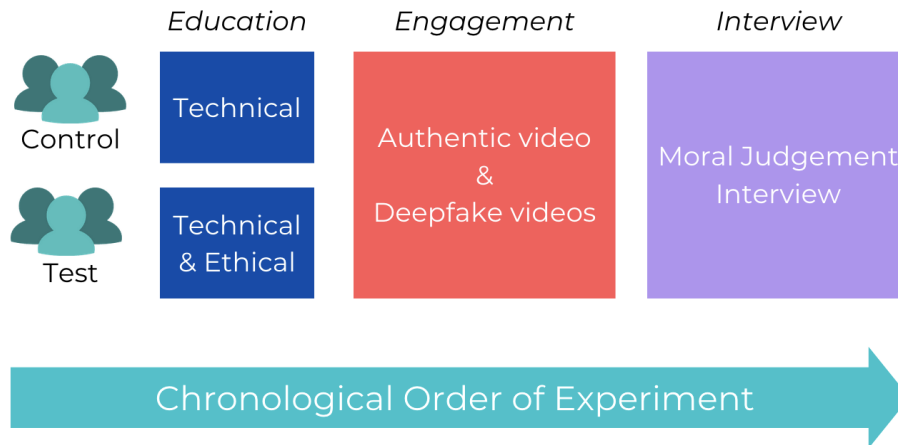 Education Engagement Interview
Control
Technical
Test
Technical
& Ethical
Authentic video
&
Deepfake videos
Moral Judgement
Interview
Chronological Order of Experiment